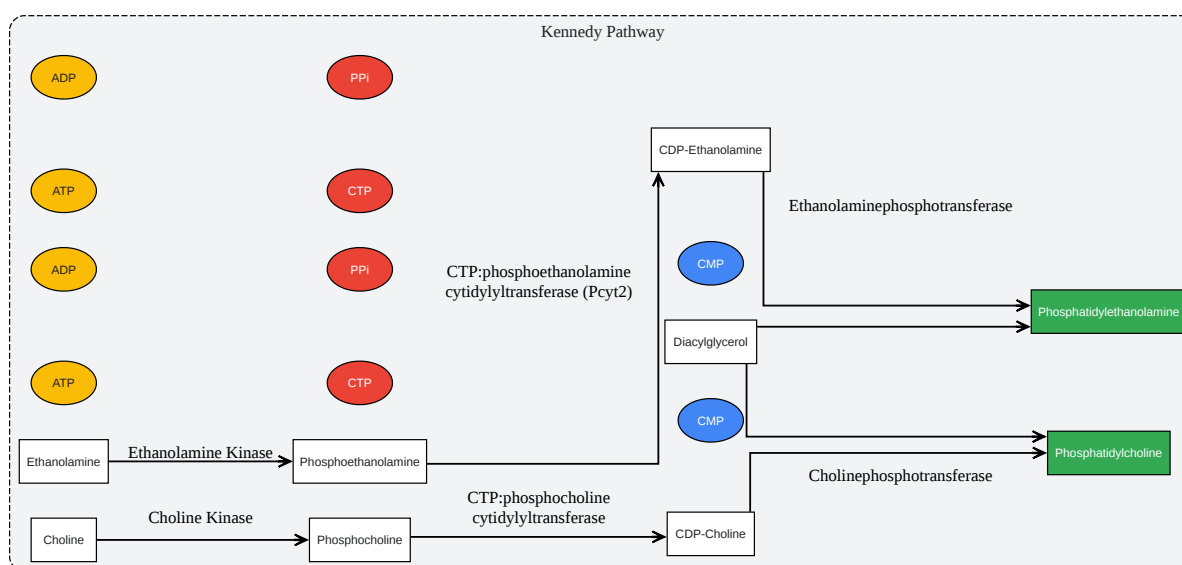 Kennedy Pathway
ADP
PPi
CDP-Ethanolamine
ATP
CTP
Ethanolaminephosphotransferase
ADP
PPi
CTP:phosphoethanolamine
cytidylyltransferase (Pcyt2)
CMP
Phosphatidylethanolamine
Diacylglycerol
ATP
CTP
CMP
Ethanolamine
Ethanolamine Kinase
Phosphoethanolamine
Phosphatidylcholine
Cholinephosphotransferase
Choline
Choline Kinase
Phosphocholine
CTP:phosphocholine
cytidylyltransferase
CDP-Choline